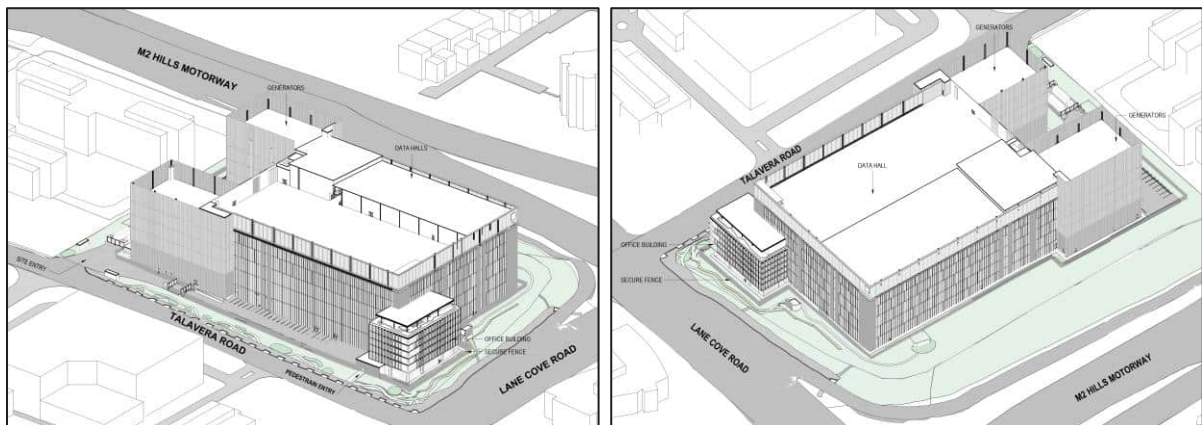 M2 HILLS MOTORWAY
GENERATORS
DATA HALLS
SITE ENTRY
TALAVERA ROAD
PEDESTRAIN ENTRY
OFFICE BUILDING
SECURE FENCE
LANE COVE ROAD
GENERATORS
GENERATORS
DATA HALL
TALAVERA ROAD
OFFICE BUILDING
SECURE FENCE
LANE COVE ROAD
M2 HILLS MOTORWAY